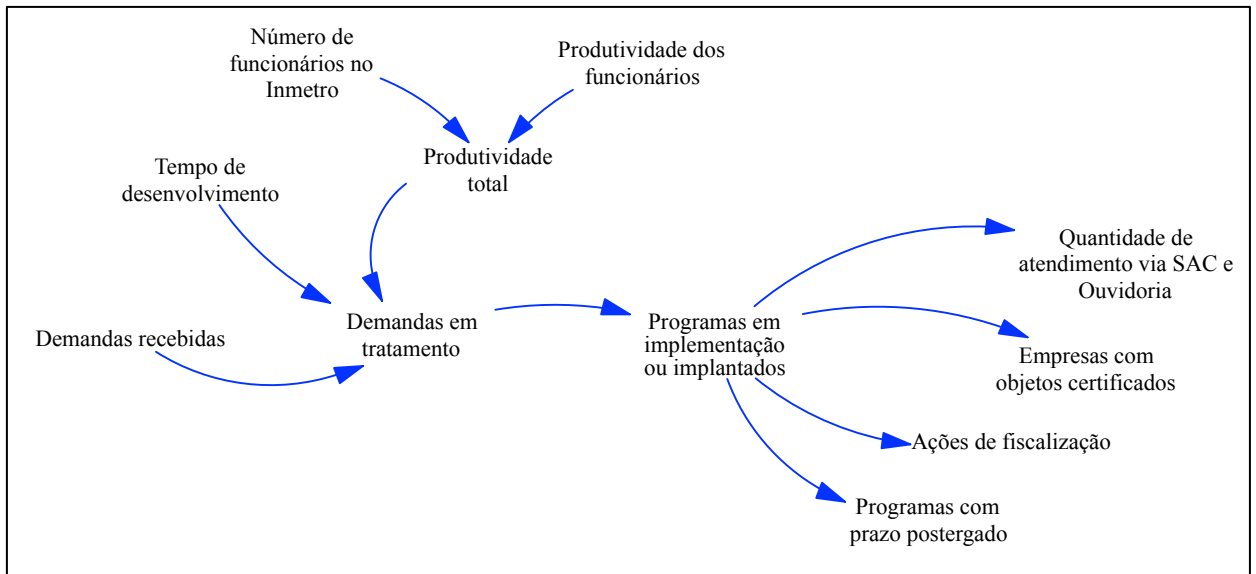 Número de
funcionários no
Inmetro
Produtividade dos
funcionários
Produtividade
total
Tempo de
desenvolvimento
Demandas recebidas
Demandas em
tratamento
Programas em
implementação
ou implantados
Quantidade de
atendimento via SAC e
Ouvidoria
Empresas com
objetos certificados
Ações de fiscalização
Programas com
prazo postergado